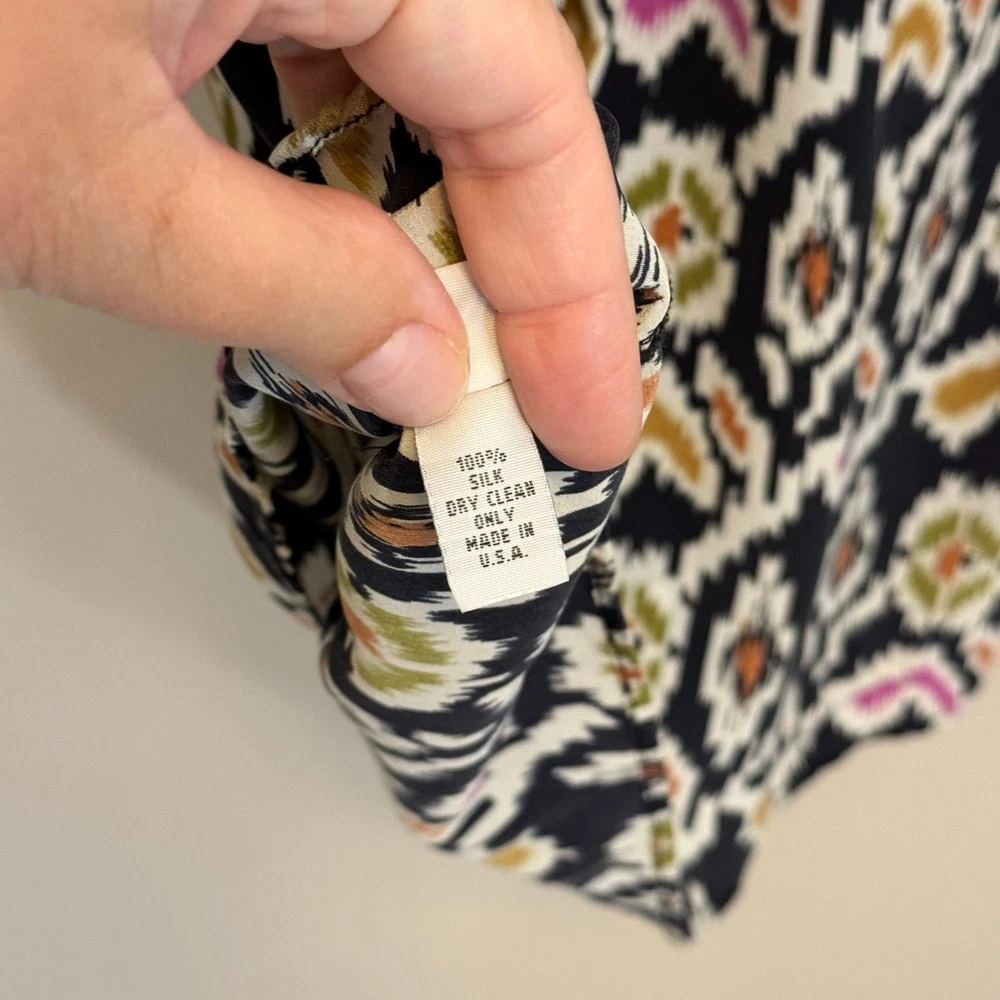 100%
SILK
DRY CLEAN
ONLY
MADE IN
U.S.A.